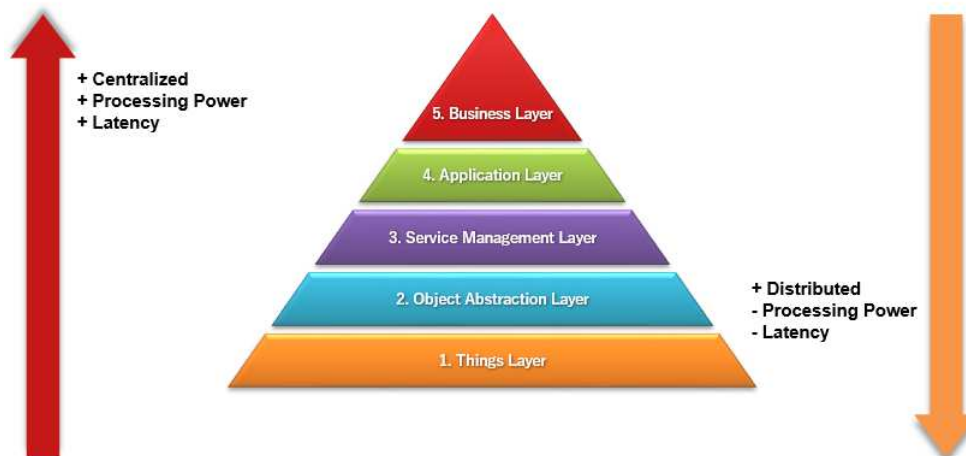 + Centralized
+ Processing Power
+ Latency
5. Business Layer
4. Application Layer
3. Service Management Layer
2. Object Abstraction Layer
1. Things Layer
+ Distributed
- Processing Power
- Latency